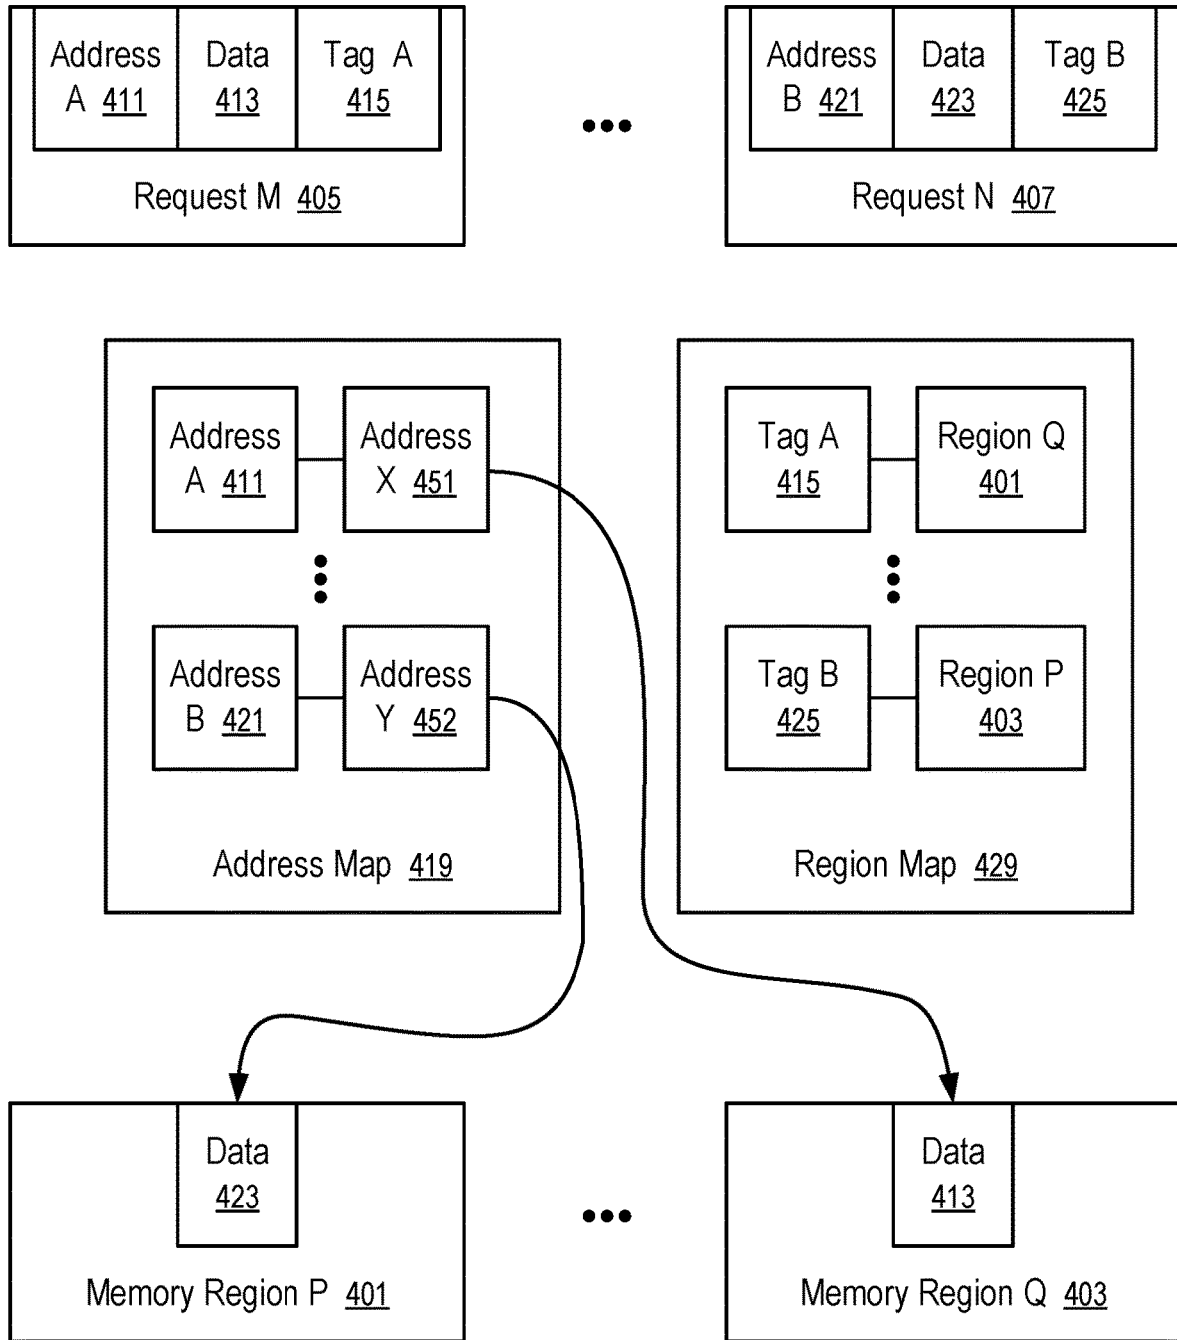 Address
A 411
Data
413
Tag A
415
Request M 405
Address
B 421
Data
423
Tag B
425
Request N 407
Address
A 411
Address
X 451
Address
B 421
Address
Y 452
Address Map 419
Tag A
415
Region Q
401
Tag B
425
Region P
403
Region Map 429
Data
423
Memory Region P 401
Data
413
Memory Region Q 403